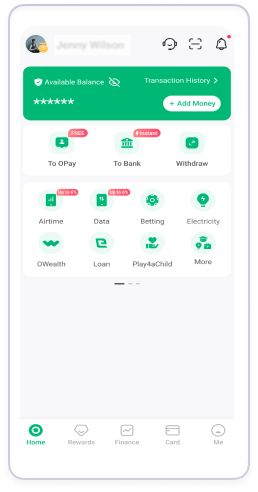 Jenny Wilson
Available Balance
Transaction History >
******
+ Add Money
FREE
# Instant
To OPay
To Bank
Withdraw
Up to 6%
Up to 6%
Airtime
Data
Betting
Electricity
OWealth
Loan
Play4aChild
More
Home
Rewards
Finance
Card
Me